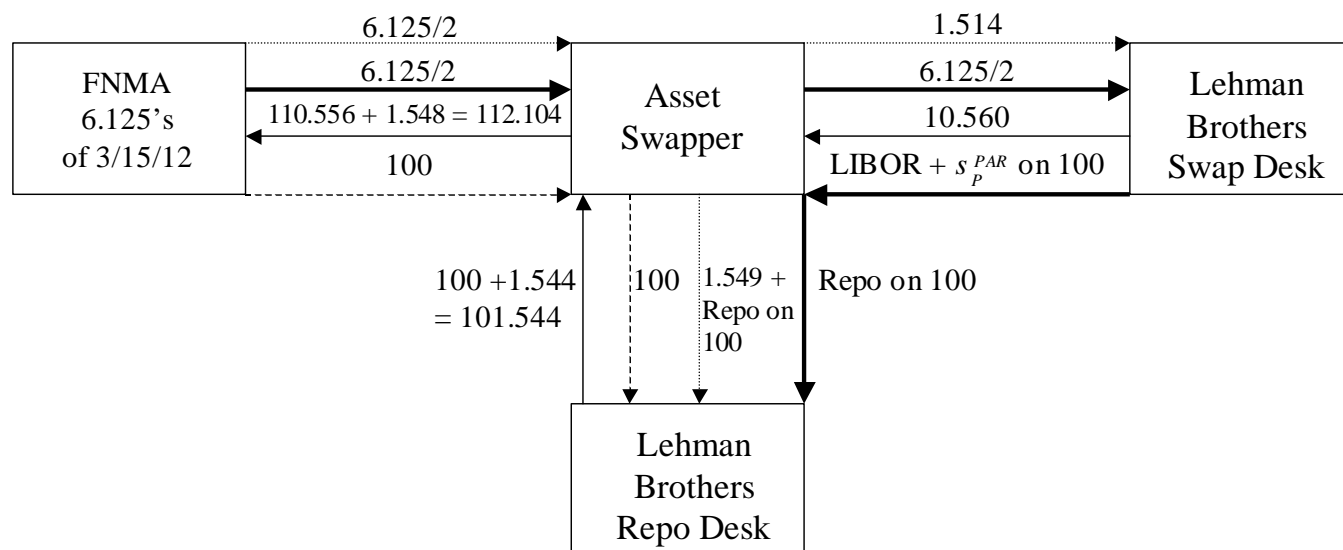 6.125/2
1.514
FNMA
6.125’s
of 3/15/12
6.125/2
110.556 + 1.548 = 112.104
100
Asset
Swapper
6.125/2
10.560
LIBOR + s_P^PAR on 100
Lehman
Brothers
Swap Desk
100 +1.544
= 101.544
100
1.549 +
Repo on
100
Repo on 100
Lehman
Brothers
Repo Desk